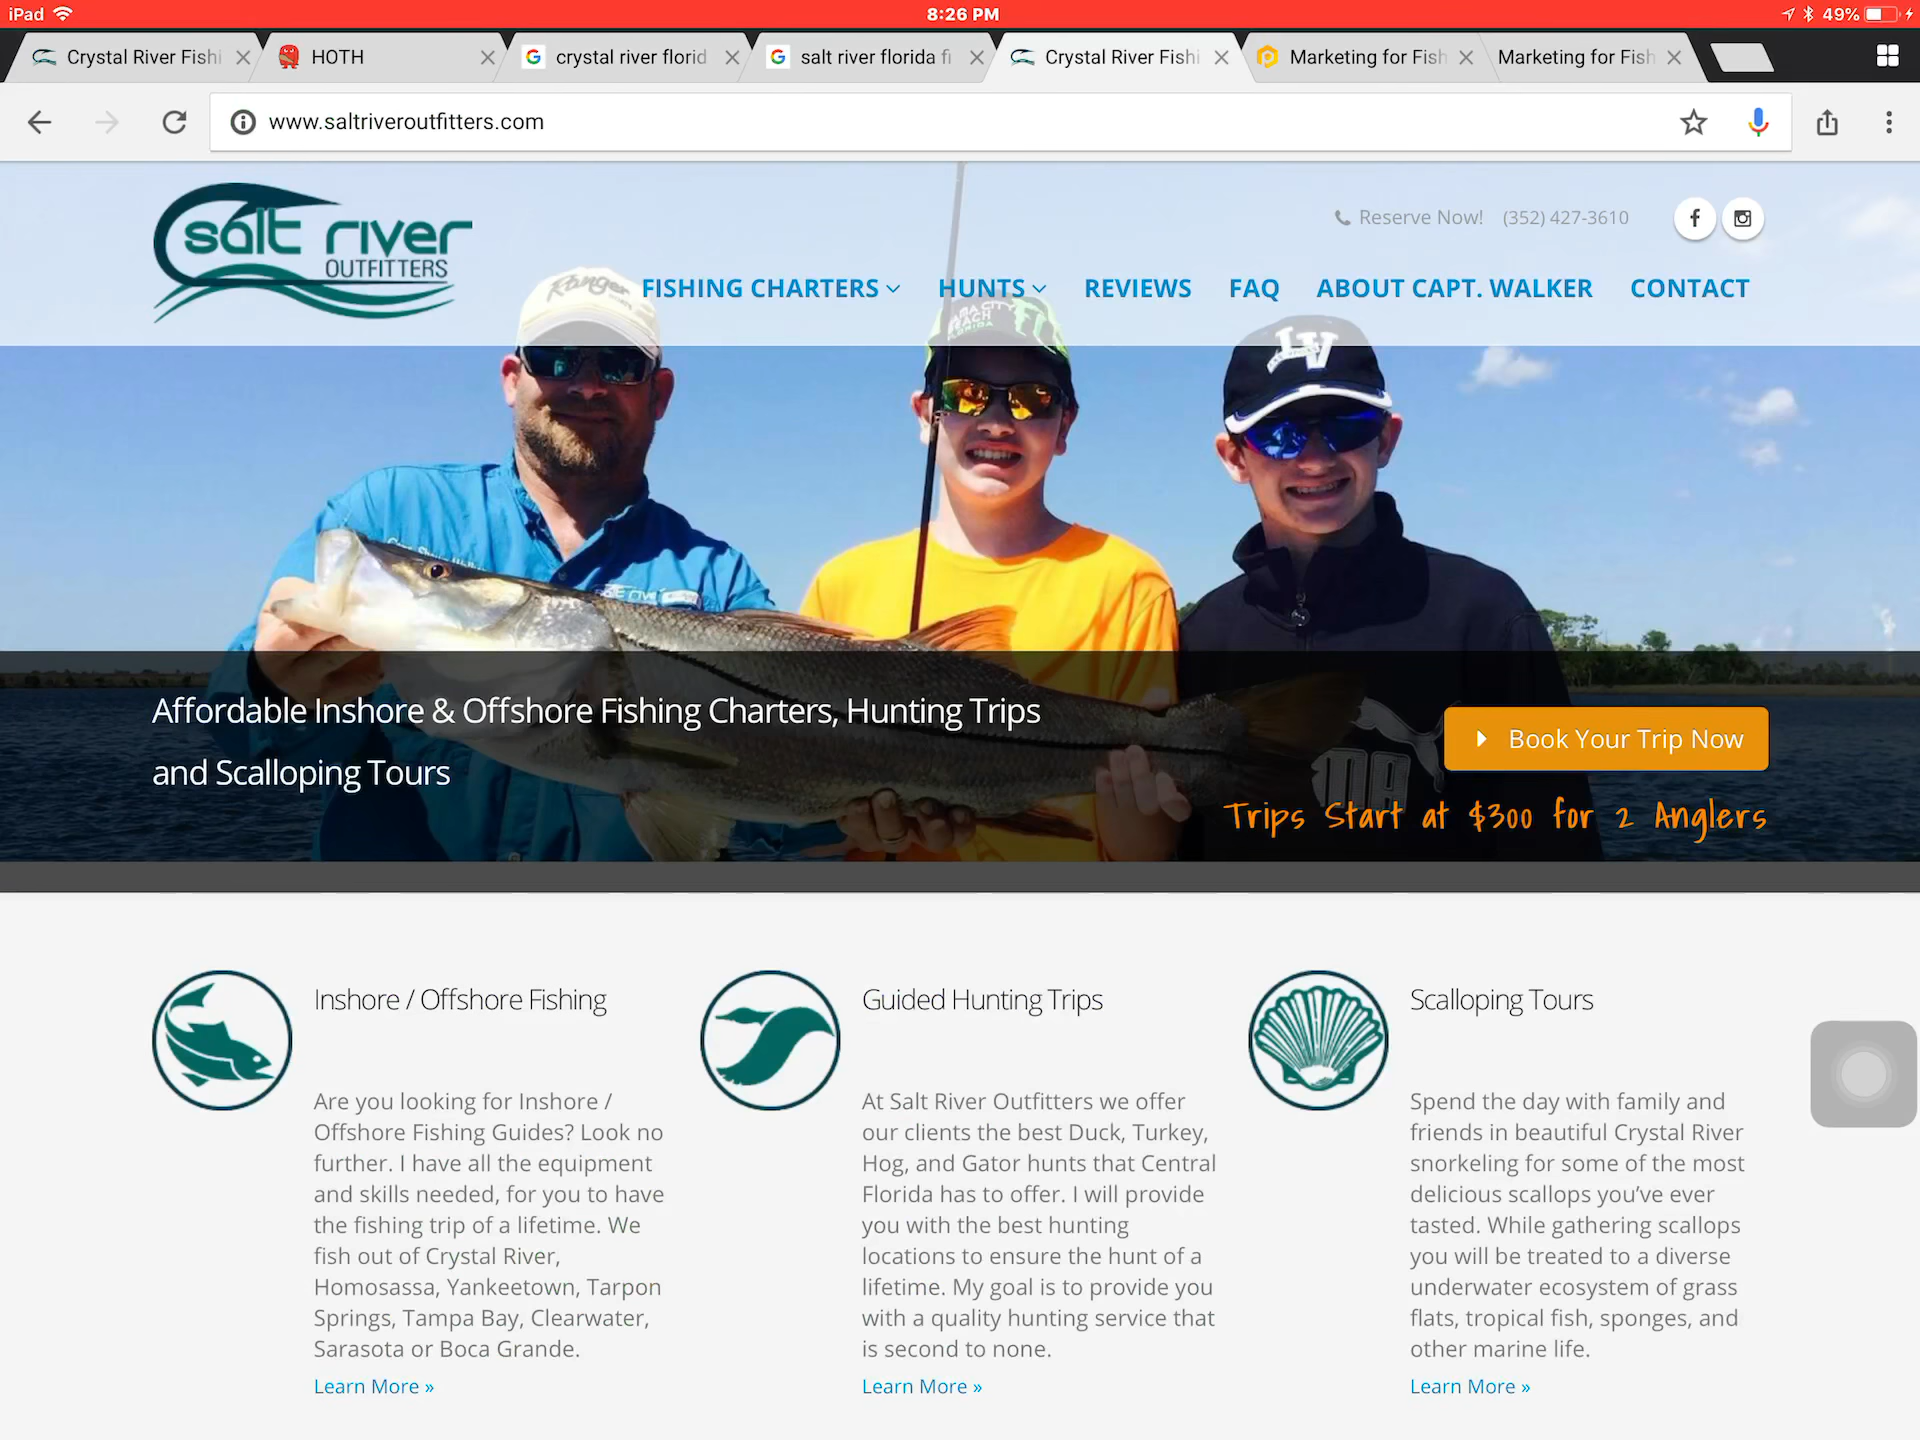 iPad 8:26 PM 49%
Crystal River Fishi HOTH crystal river florid salt river florida fi Crystal River Fishi Marketing for Fish Marketing for Fish
www.saltriveroutfitters.com
salt river
OUTFITTERS
Reserve Now! (352) 427-3610
FISHING CHARTERS HUNTS REVIEWS FAQ ABOUT CAPT. WALKER CONTACT
Ranger
BEACH
LV
Affordable Inshore & Offshore Fishing Charters, Hunting Trips
and Scalloping Tours
Book Your Trip Now
Trips Start at $300 for 2 Anglers
Inshore / Offshore Fishing
Are you looking for Inshore /
Offshore Fishing Guides? Look no
further. I have all the equipment
and skills needed, for you to have
the fishing trip of a lifetime. We
fish out of Crystal River,
Homosassa, Yankeetown, Tarpon
Springs, Tampa Bay, Clearwater,
Sarasota or Boca Grande.
Learn More »
Guided Hunting Trips
At Salt River Outfitters we offer
our clients the best Duck, Turkey,
Hog, and Gator hunts that Central
Florida has to offer. I will provide
you with the best hunting
locations to ensure the hunt of a
lifetime. My goal is to provide you
with a quality hunting service that
is second to none.
Learn More »
Scalloping Tours
Spend the day with family and
friends in beautiful Crystal River
snorkeling for some of the most
delicious scallops you've ever
tasted. While gathering scallops
you will be treated to a diverse
underwater ecosystem of grass
flats, tropical fish, sponges, and
other marine life.
Learn More »